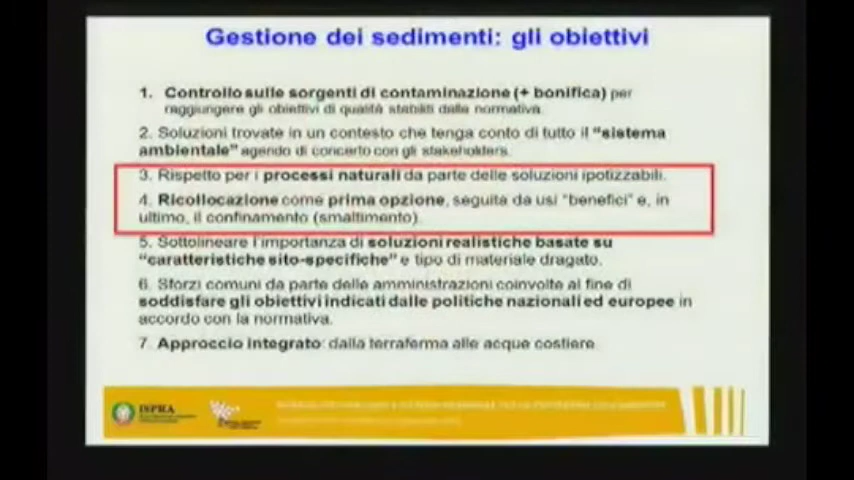 Gestione dei sedimenti: gli obiettivi
1. Controllo sulle sorgenti di contaminazione (+ bonifica) per
raggiungere gli obiettivi di qualità stabiliti dalla normativa.
2. Soluzioni trovate in un contesto che tenga conto di tutto il "sistema
ambientale" agendo di concerto con gli stakeholders.
3. Rispetto per i processi naturali da parte delle soluzioni ipotizzabili.
4. Ricollocazione come prima opzione, seguita da usi "benefici" e, in
ultimo, il confinamento (smaltimento).
5. Sottolineare l'importanza di soluzioni realistiche basate su
"caratteristiche sito-specifiche" e tipo di materiale dragato.
6. Sforzi comuni da parte delle amministrazioni coinvolte al fine di
soddisfare gli obiettivi indicati dalle politiche nazionali ed europee in
accordo con la normativa.
7. Approccio integrato: dalla terraferma alle acque costiere.
ISPRA